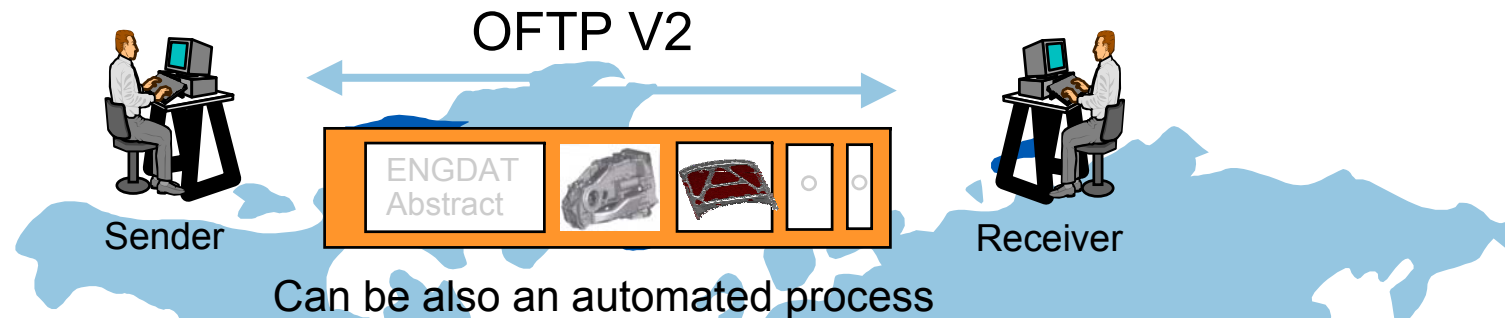 OFTP V2
ENGDAT
Abstract
Sender
Receiver
Can be also an automated process